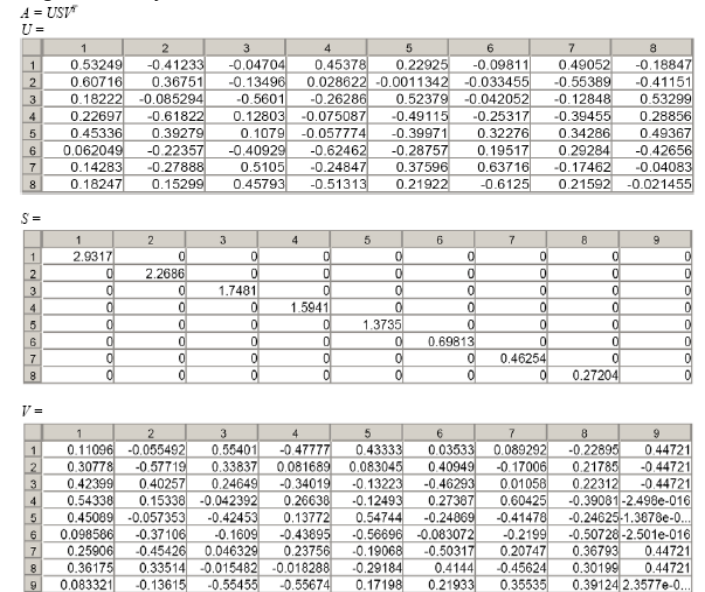 A = USVᵀ
U =
1 2 3 4 5 6 7 8
1 0.53249 -0.41233 -0.04704 0.45378 0.22925 -0.09811 0.49052 -0.18847
2 0.60716 0.36751 -0.13496 0.028622 -0.0011342 -0.033455 -0.55389 -0.41151
3 0.18222 -0.085294 -0.5601 -0.26286 0.52379 -0.042052 -0.12848 0.53299
4 0.22697 -0.61822 0.12803 -0.075087 -0.49115 -0.25317 -0.39455 0.28856
5 0.45336 0.39279 0.1079 -0.057774 -0.39971 0.32276 0.34286 0.49367
6 0.062049 -0.22357 -0.40929 -0.62462 -0.28757 0.19517 0.29284 -0.42656
7 0.14283 -0.27888 0.5105 -0.24847 0.37596 0.63716 -0.17462 -0.04083
8 0.18247 0.15299 0.45793 -0.51313 0.21922 -0.6125 0.21592 -0.021455
S =
1 2 3 4 5 6 7 8 9
1 2.9317 0 0 0 0 0 0 0 0
2 0 2.2686 0 0 0 0 0 0 0
3 0 0 1.7481 0 0 0 0 0 0
4 0 0 0 1.5941 0 0 0 0 0
5 0 0 0 0 1.3735 0 0 0 0
6 0 0 0 0 0 0.69813 0 0 0
7 0 0 0 0 0 0 0.46254 0 0
8 0 0 0 0 0 0 0 0.27204 0
V =
1 2 3 4 5 6 7 8 9
1 0.11096 -0.055492 0.55401 -0.47777 0.43333 0.03533 0.089292 -0.22895 0.44721
2 0.30778 -0.57719 0.33837 0.081689 0.083045 0.40949 -0.17006 0.21785 -0.44721
3 0.42399 0.40257 0.24649 -0.34019 -0.13223 -0.46293 0.01058 0.22312 -0.44721
4 0.54338 0.15338 -0.042392 0.26638 -0.12493 0.27387 0.60425 -0.39081 -2.498e-016
5 0.45089 -0.057353 -0.42453 0.13772 0.54744 -0.24869 -0.41478 -0.24625 -1.3878e-0...
6 0.098586 -0.37106 -0.1609 -0.43895 -0.56696 -0.083072 -0.2199 -0.50728 -2.501e-016
7 0.25906 -0.45426 0.046329 0.23756 -0.19068 -0.50317 0.20747 0.36793 0.44721
8 0.36175 0.33514 -0.015482 -0.018288 -0.29184 0.4144 -0.45624 0.30199 0.44721
9 0.083321 -0.13615 -0.55455 -0.55674 0.17198 0.21933 0.35535 0.39124 2.3577e-0...